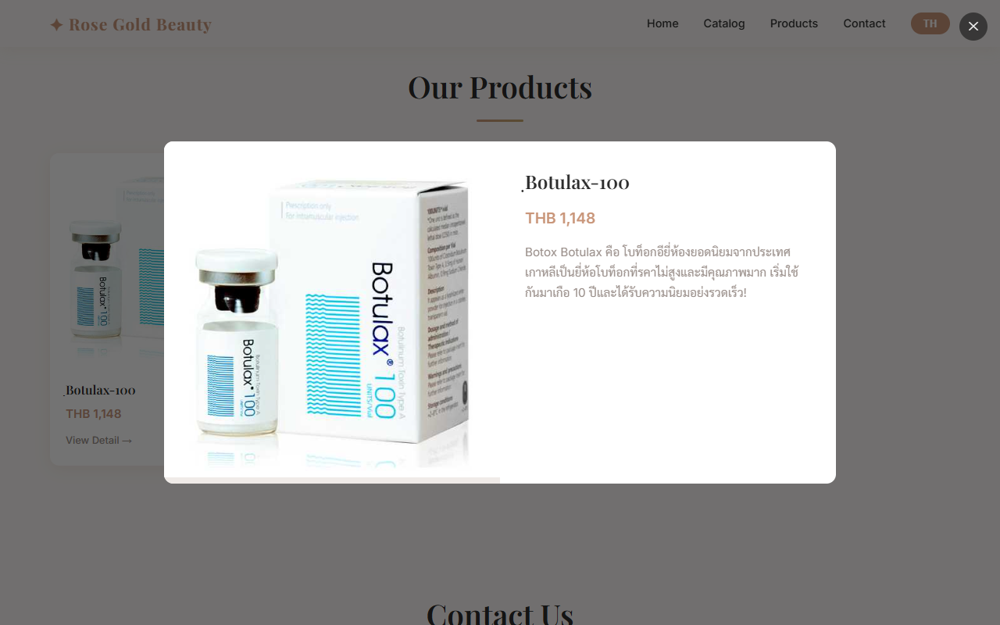 ✦ Rose Gold Beauty
Home
Catalog
Products
Contact
TH
Our Products
ฺBotulax-100
THB 1,148
Botox Botulax คือ โบท็อกอียี่ห้องยอดนิยมจากประเทศ
เกาหลีเป็นยี่ห้อโบท็อกที่รคาไม่สูงและมีคุณภาพมาก เริ่มใช้
กันมาเกือ 10 ปีและได้รับความนิยมอย่งรวดเร็ว!
Prescription only
For intramuscular injection
Botulax® 100
UNITS/Vial
Botulinum Toxin Type A
Botulax® 100
Botulinum Toxin Type A
ฺBotulax-100
THB 1,148
View Detail →
Contact Us